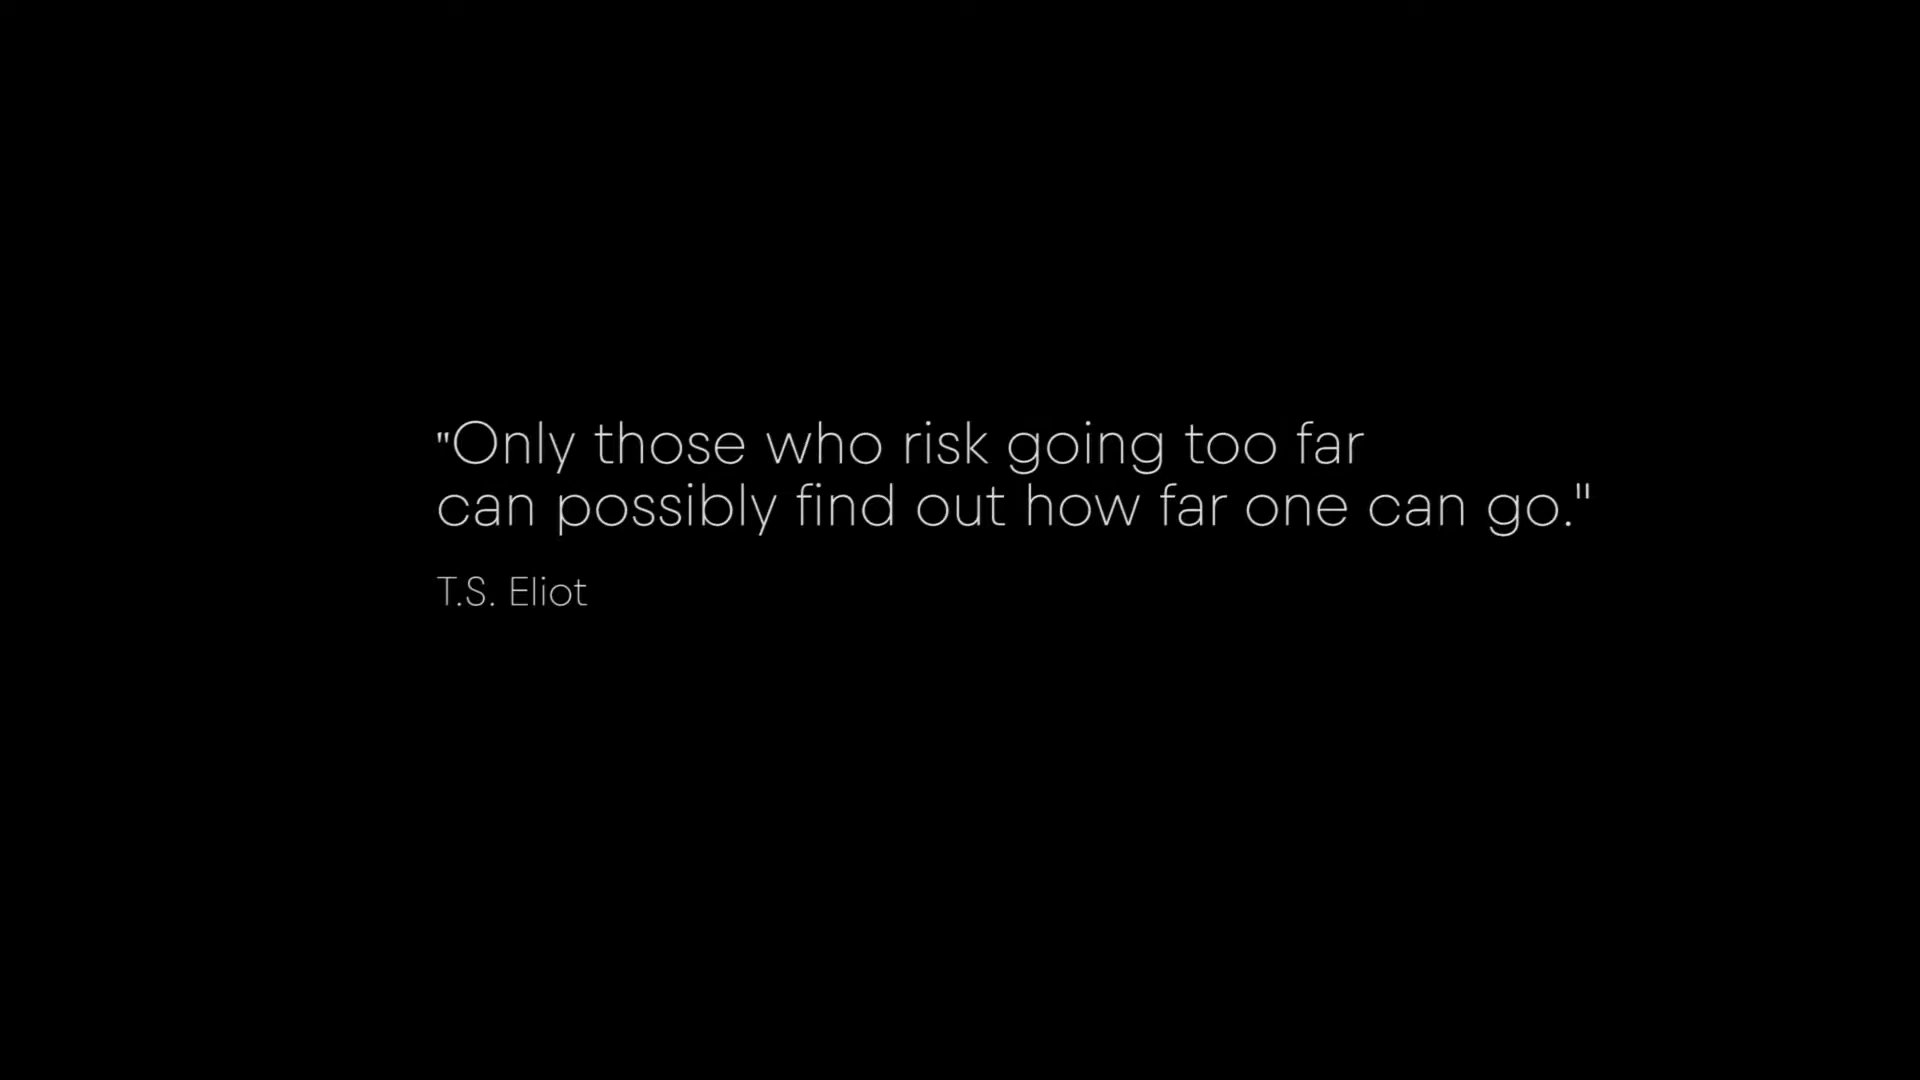 "Only those who risk going too far
can possibly find out how far one can go."
T.S. Eliot